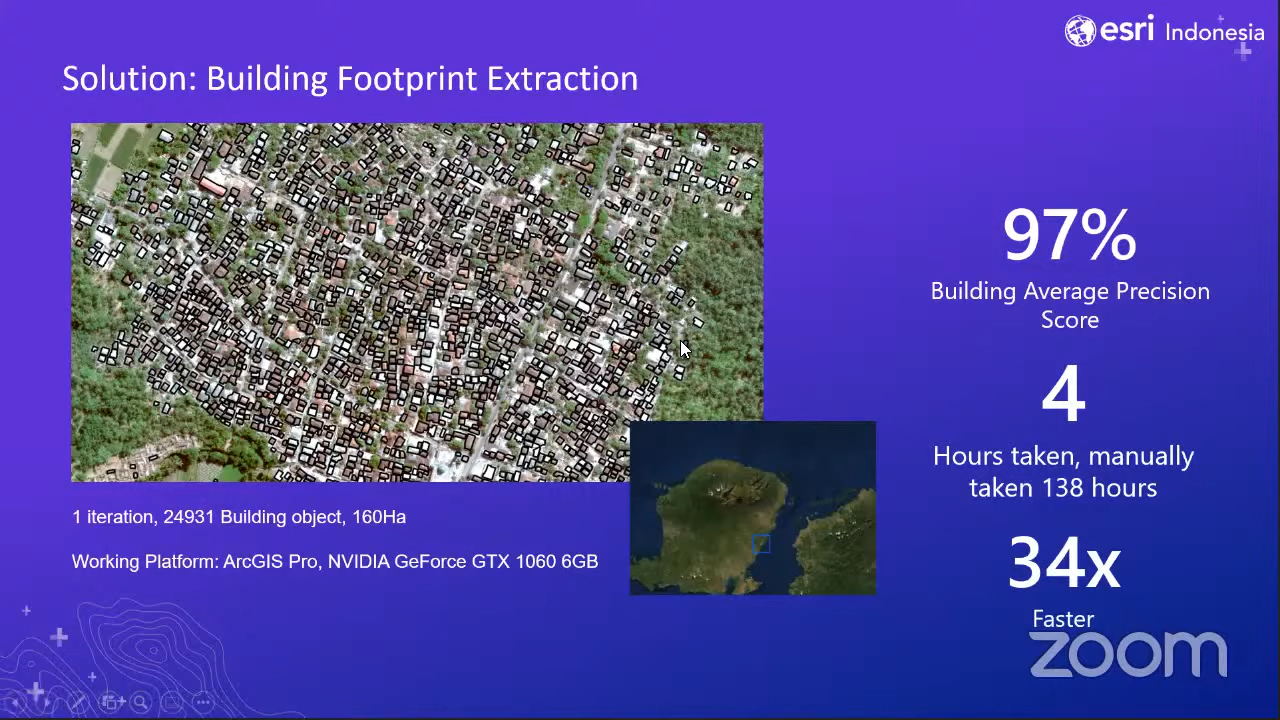 esri Indonesia
Solution: Building Footprint Extraction
97%
Building Average Precision
Score
4
Hours taken, manually
taken 138 hours
34x
Faster
1 iteration, 24931 Building object, 160Ha
Working Platform: ArcGIS Pro, NVIDIA GeForce GTX 1060 6GB
zoom